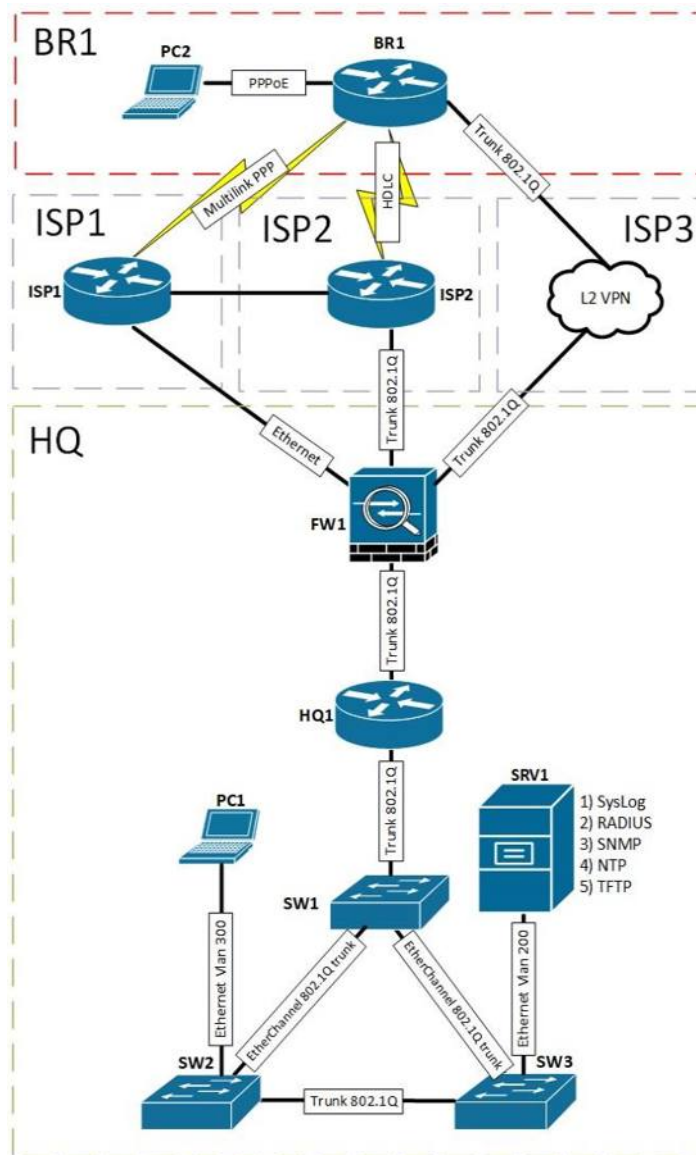 BR1
PC2
PPPoE
BR1
Trunk 802.1Q
Multilink PPP
HDLC
ISP1
ISP2
ISP3
ISP1
ISP2
L2 VPN
Ethernet
Trunk 802.1Q
Trunk 802.1Q
HQ
FW1
Trunk 802.1Q
HQ1
Trunk 802.1Q
PC1
SRV1
1) SysLog
2) RADIUS
3) SNMP
4) NTP
5) TFTP
SW1
Ethernet Vlan 300
EtherChannel 802.1Q trunk
EtherChannel 802.1Q trunk
Ethernet Vlan 200
SW2
SW3
Trunk 802.1Q